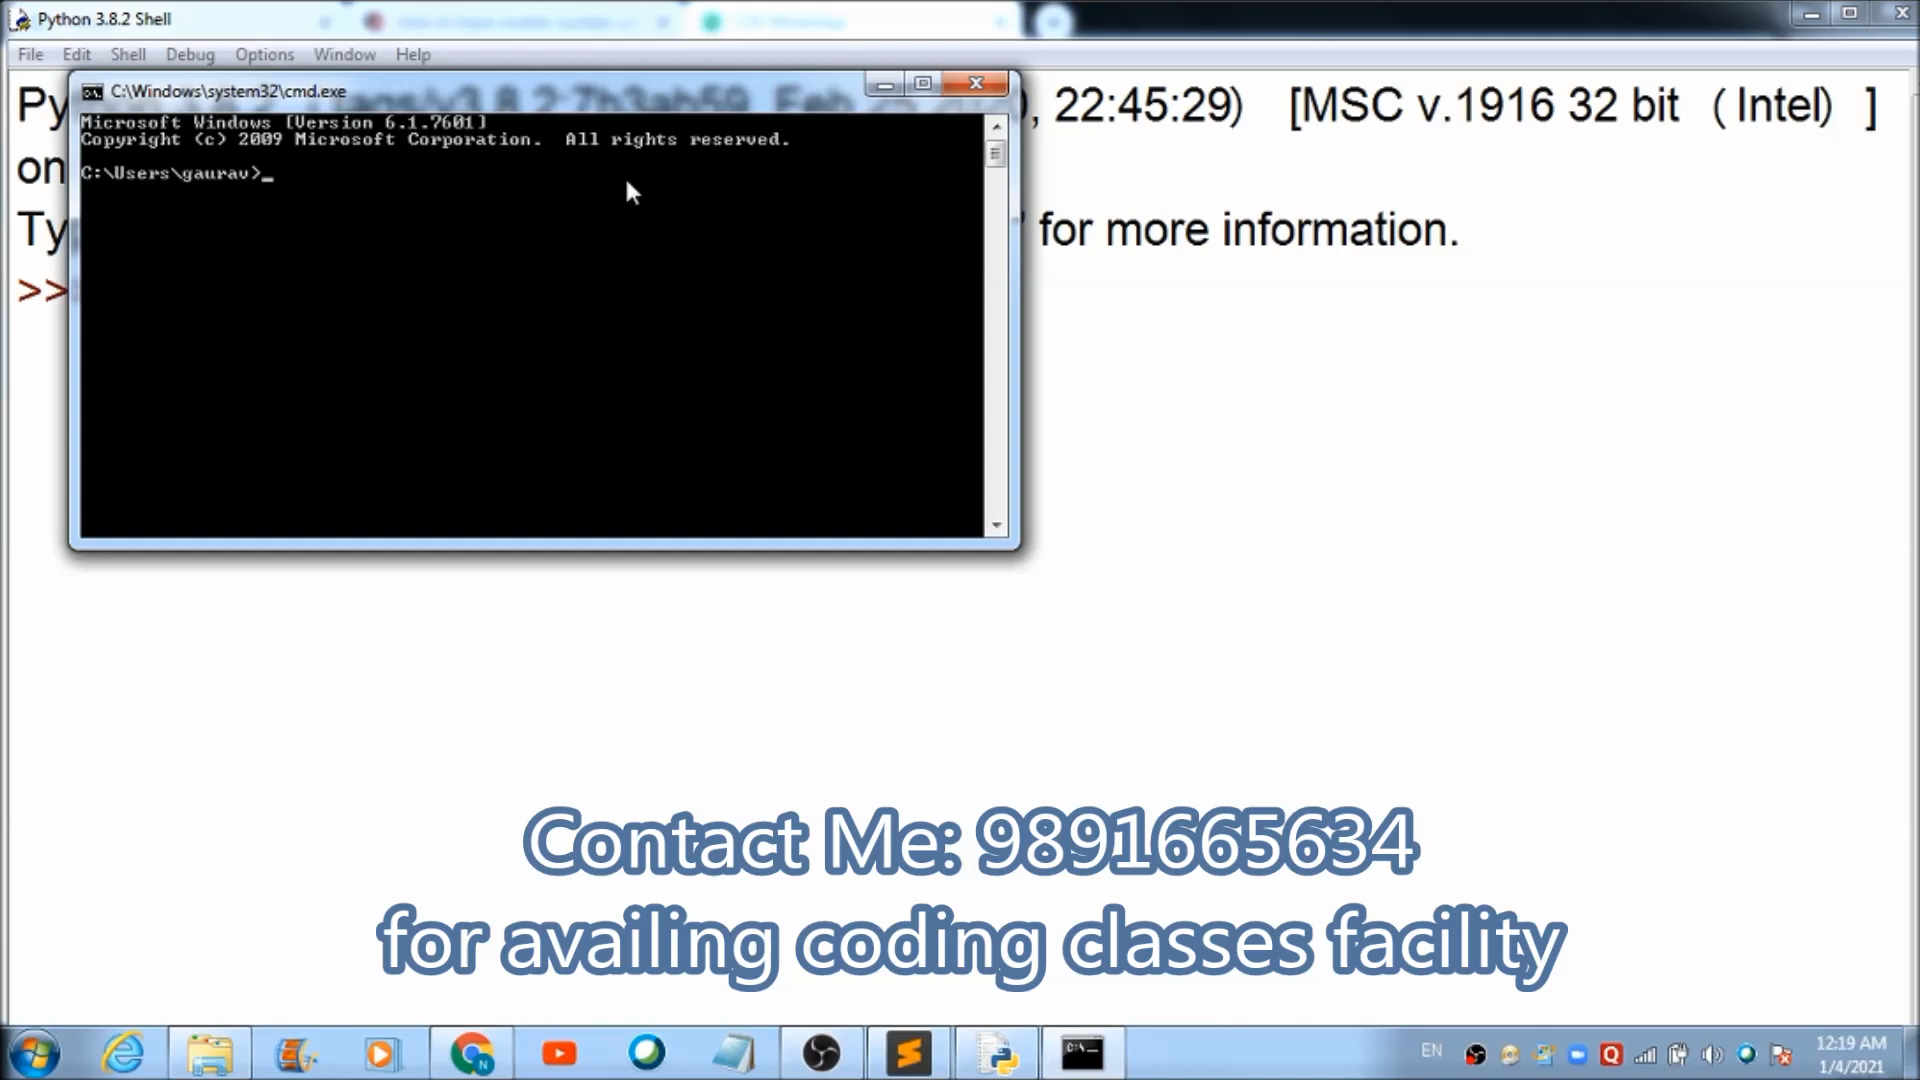 Python 3.8.2 Shell
File Edit Shell Debug Options Window Help
Py 22:45:29) [MSC v.1916 32 bit (Intel)]
on
Ty for more information.
>>
C:\Windows\system32\cmd.exe
Microsoft Windows [Version 6.1.7601]
Copyright (c) 2009 Microsoft Corporation. All rights reserved.
C:\Users\gaurav>_
Contact Me: 9891665634
for availing coding classes facility
EN
12:19 AM
1/4/2021